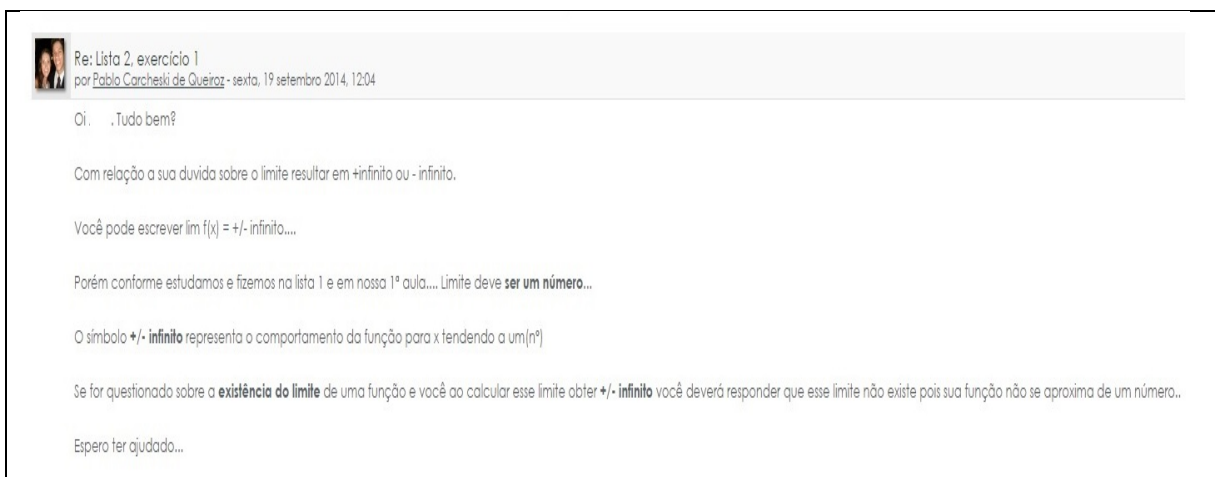 Re: Lista 2, exercício 1
por Pablo Carcheski de Queiroz - sexta, 19 setembro 2014, 12:04
Oi . . Tudo bem?
Com relação a sua duvida sobre o limite resultar em +infinito ou - infinito.
Você pode escrever lim f(x) = +/- infinito....
Porém conforme estudamos e fizemos na lista 1 e em nossa 1ª aula.... Limite deve ser um número...
O símbolo +/- infinito representa o comportamento da função para x tendendo a um(nº)
Se for questionado sobre a existência do limite de uma função e você ao calcular esse limite obter +/- infinito você deverá responder que esse limite não existe pois sua função não se aproxima de um número..
Espero ter ajudado...